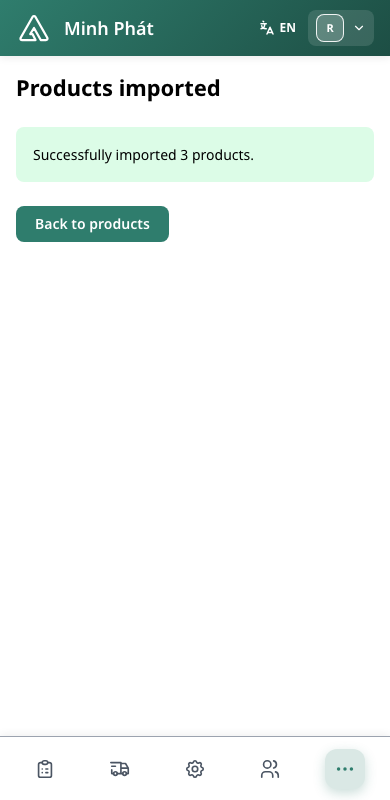 Minh Phát
EN
R
Products imported
Successfully imported 3 products.
Back to products